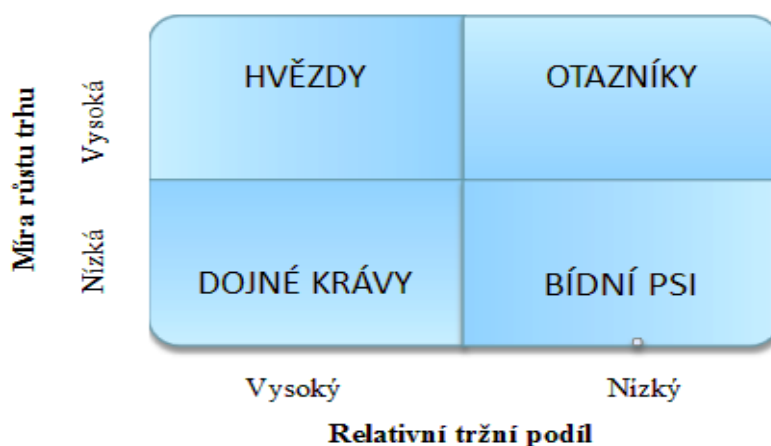 Míra růstu trhu
Vysoká
Nízká
HVĚZDY
OTAZNÍKY
DOJNÉ KRÁVY
BÍDNÍ PSI
Vysoký
Nízký
Relativní tržní podíl